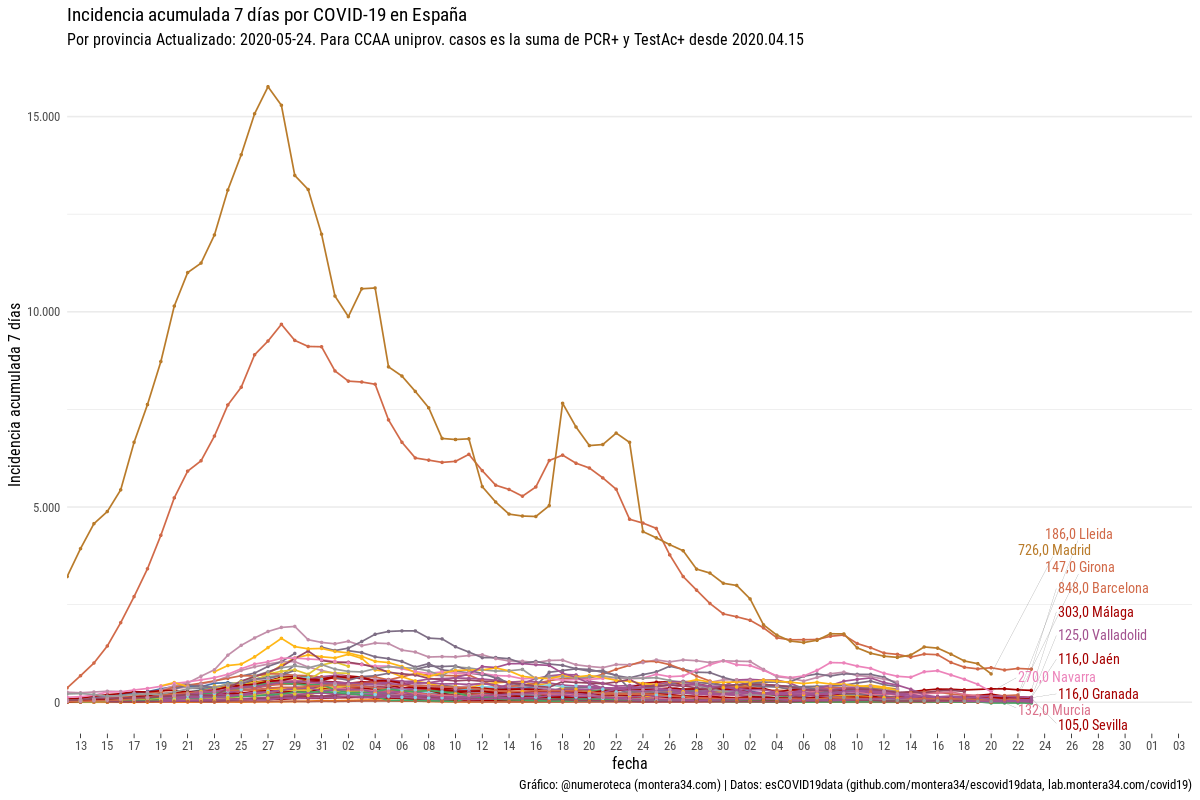 Incidencia acumulada 7 días por COVID-19 en España
Por provincia Actualizado: 2020-05-24. Para CCAA uniprov. casos es la suma de PCR+ y TestAc+ desde 2020.04.15
Incidencia acumulada 7 días
15.000
10.000
5.000
0
186,0 Lleida
726,0 Madrid
147,0 Girona
848,0 Barcelona
303,0 Málaga
125,0 Valladolid
116,0 Jaén
270,0 Navarra
116,0 Granada
132,0 Murcia
105,0 Sevilla
13 15 17 19 21 23 25 27 29 31 02 04 06 08 10 12 14 16 18 20 22 24 26 28 30 02 04 06 08 10 12 14 16 18 20 22 24 26 28 30 01 03
fecha
Gráfico: @numeroteca (montera34.com) | Datos: esCOVID19data (github.com/montera34/escovid19data, lab.montera34.com/covid19)